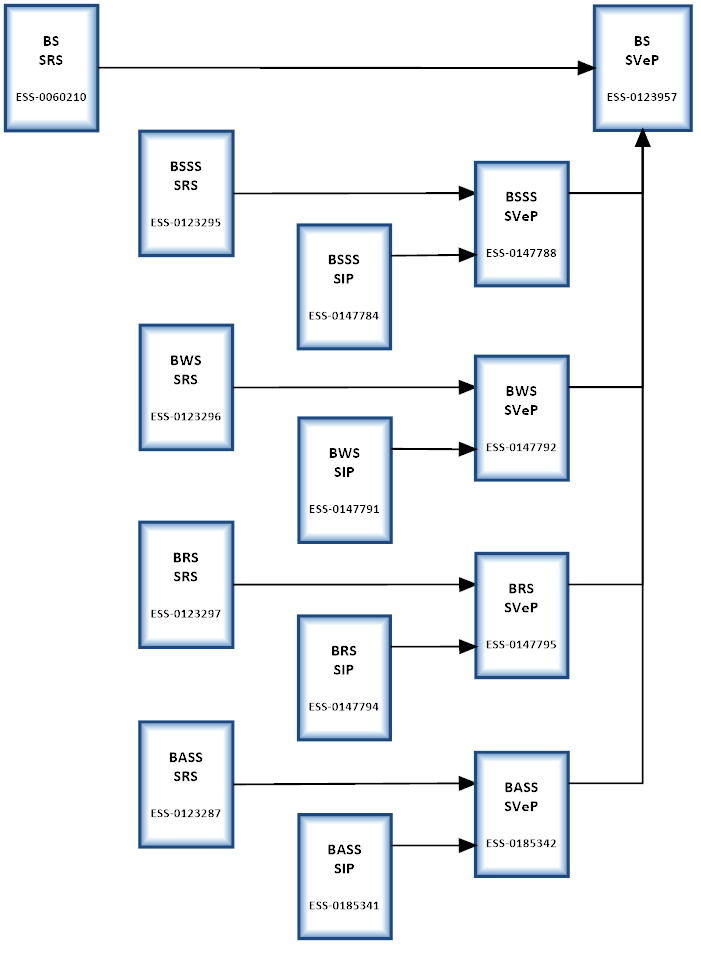 BS
SRS
ESS-0060210
BS
SVeP
ESS-0123957
BSSS
SRS
ESS-0123295
BSSS
SVeP
ESS-0147788
BSSS
SIP
ESS-0147784
BWS
SRS
ESS-0123296
BWS
SVeP
ESS-0147792
BWS
SIP
ESS-0147791
BRS
SRS
ESS-0123297
BRS
SVeP
ESS-0147795
BRS
SIP
ESS-0147794
BASS
SRS
ESS-0123287
BASS
SVeP
ESS-0185342
BASS
SIP
ESS-0185341